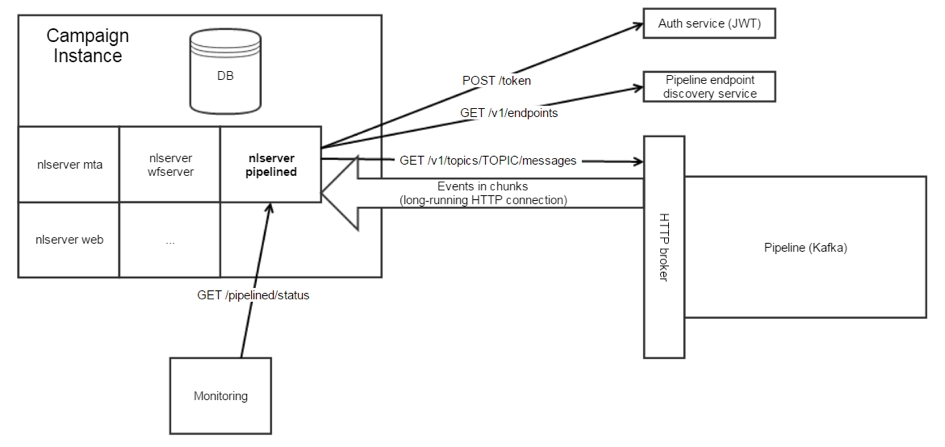 Campaign
Instance
DB
nlserver mta
nlserver
wfserver
nlserver
pipelined
nlserver web
...
POST /token
GET /v1/endpoints
GET /v1/topics/TOPIC/messages
Events in chunks
(long-running HTTP connection)
GET /pipelined/status
Monitoring
Auth service (JWT)
Pipeline endpoint
discovery service
HTTP broker
Pipeline (Kafka)